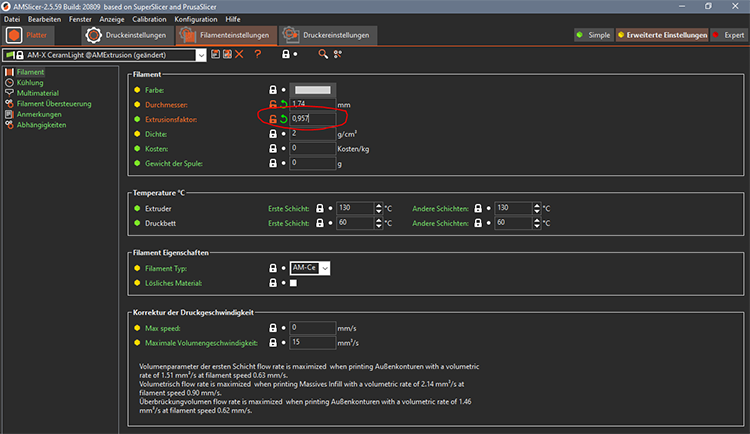 AMSlicer-2.5.59 Build: 20809 based on SuperSlicer and PrusaSlicer
Datei Bearbeiten Fenster Anzeige Calibration Konfiguration Hilfe
Platter Druckeinstellungen Filamenteinstellungen Druckereinstellungen Simple Erweiterte Einstellungen Expert
AM-X CeramLight @AMExtrusion (geändert) ?
Filament
Kühlung
Multimaterial
Filament Übersteuerung
Anmerkungen
Abhängigkeiten
Filament
Farbe:
Durchmesser: 1,74 mm
Extrusionsfaktor: 0,957
Dichte: 2 g/cm³
Kosten: 0 Kosten/kg
Gewicht der Spule: 0 g
Temperature °C
Extruder Erste Schicht: 130 °C Andere Schichten: 130 °C
Druckbett Erste Schicht: 60 °C Andere Schichten: 60 °C
Filament Eigenschaften
Filament Typ: AM-Ce
Lösliches Material:
Korrektur der Druckgeschwindigkeit
Max speed: 0 mm/s
Maximale Volumengeschwindigkeit: 15 mm³/s
Volumenparameter der ersten Schicht flow rate is maximized when printing Außenkonturen with a volumetric
rate of 1.51 mm³/s at filament speed 0.63 mm/s.
Volumetrisch flow rate is maximized when printing Massives Infill with a volumetric rate of 2.14 mm³/s at
filament speed 0.90 mm/s.
Überbrückungvolumen flow rate is maximized when printing Außenkonturen with a volumetric rate of 1.46
mm³/s at filament speed 0.62 mm/s.